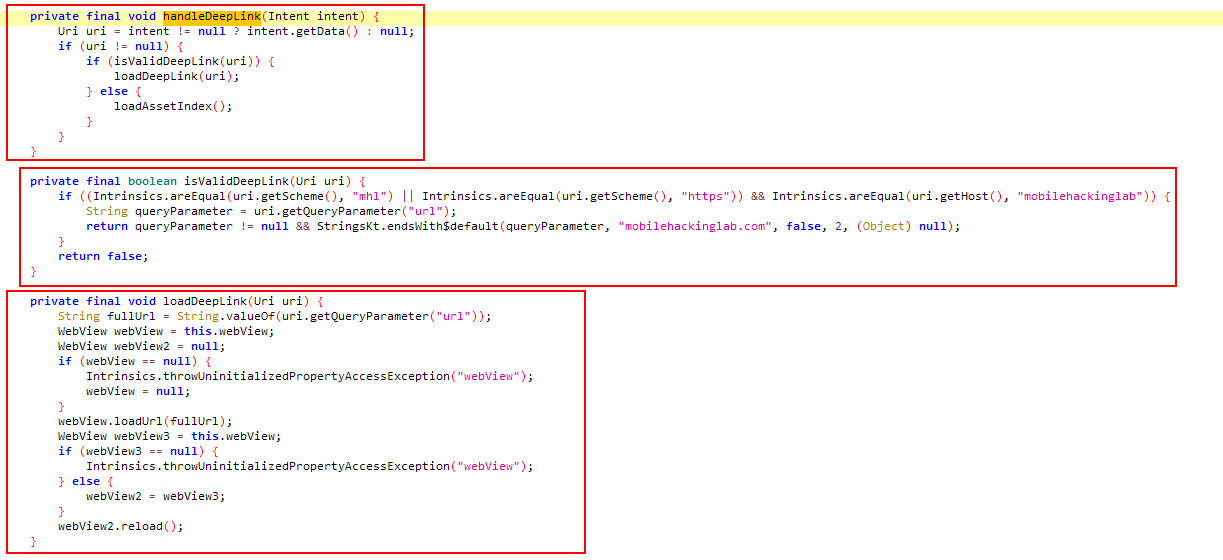 private final void handleDeepLink(Intent intent) {
Uri uri = intent != null ? intent.getData() : null;
if (uri != null) {
if (isValidDeepLink(uri)) {
loadDeepLink(uri);
} else {
loadAssetIndex();
}
}
}
private final boolean isValidDeepLink(Uri uri) {
if ((Intrinsics.areEqual(uri.getScheme(), "mhl") || Intrinsics.areEqual(uri.getScheme(), "https")) && Intrinsics.areEqual(uri.getHost(), "mobilehackinglab")) {
String queryParameter = uri.getQueryParameter("url");
return queryParameter != null && StringsKt.endsWith$default(queryParameter, "mobilehackinglab.com", false, 2, (Object) null);
}
return false;
}
private final void loadDeepLink(Uri uri) {
String fullUrl = String.valueOf(uri.getQueryParameter("url"));
WebView webView = this.webView;
WebView webView2 = null;
if (webView == null) {
Intrinsics.throwUninitializedPropertyAccessException("webView");
webView = null;
}
webView.loadUrl(fullUrl);
WebView webView3 = this.webView;
if (webView3 == null) {
Intrinsics.throwUninitializedPropertyAccessException("webView");
} else {
webView2 = webView3;
}
webView2.reload();
}